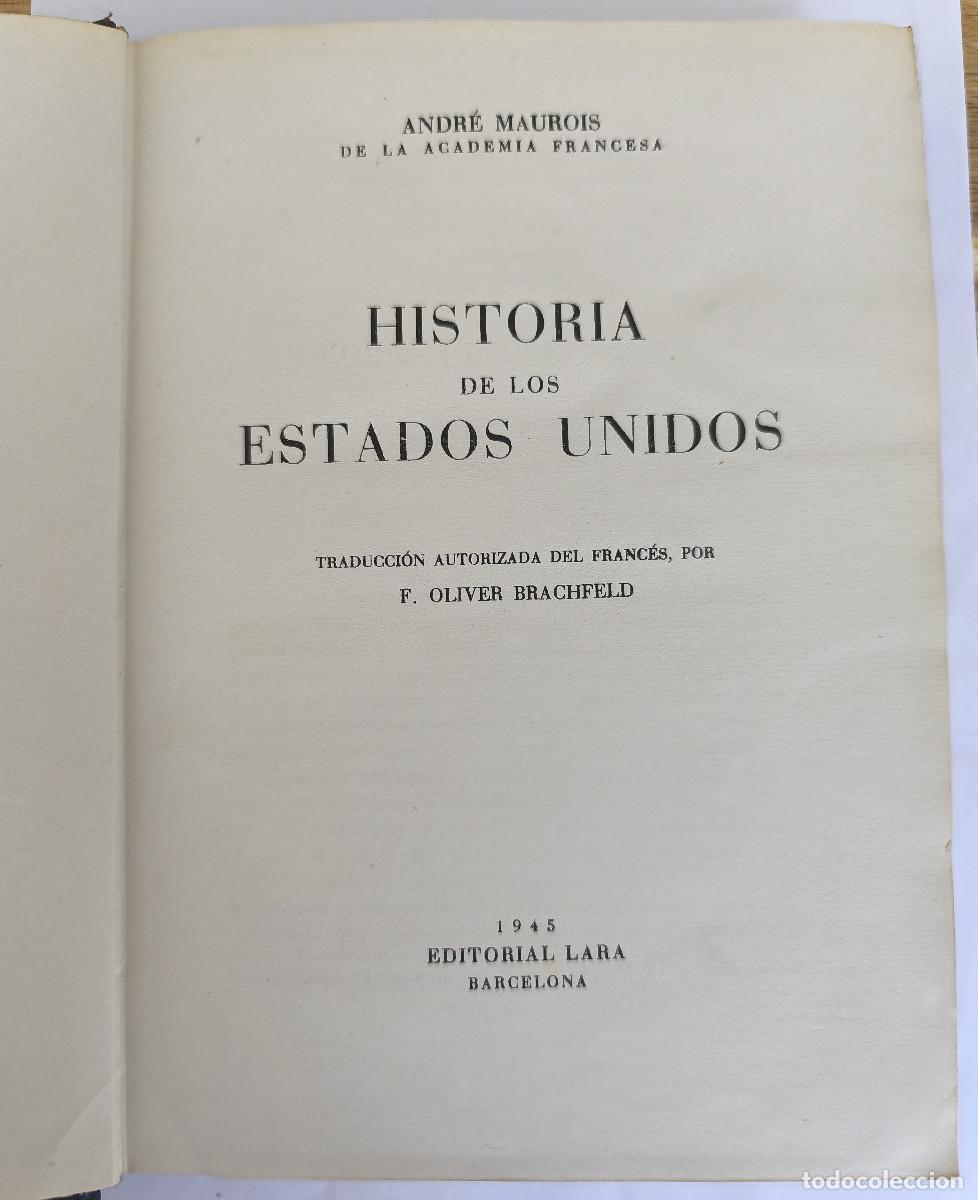 ANDRÉ MAUROIS
DE LA ACADEMIA FRANCESA
HISTORIA
DE LOS
ESTADOS UNIDOS
TRADUCCIÓN AUTORIZADA DEL FRANCÉS, POR
F. OLIVER BRACHFELD
1945
EDITORIAL LARA
BARCELONA
todocoleccion